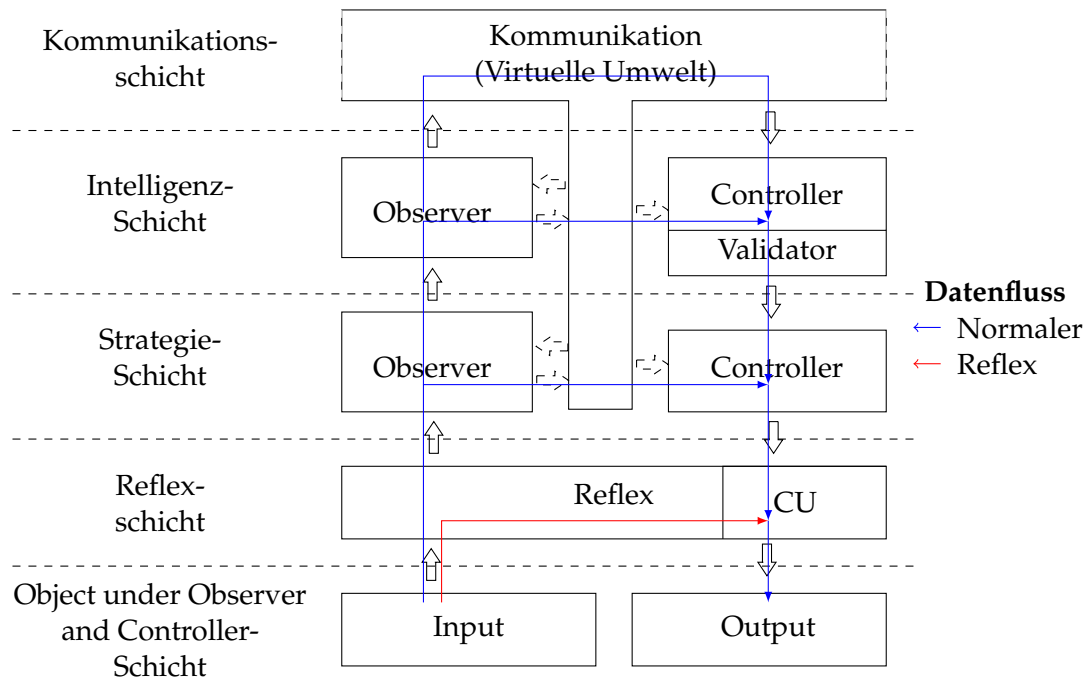 Kommunikations-
schicht
Kommunikation
(Virtuelle Umwelt)
Intelligenz-
Schicht
Observer
Controller
Validator
Strategie-
Schicht
Observer
Controller
Datenfluss
Normaler
Reflex
Reflex-
schicht
Reflex
CU
Object under Observer
and Controller-
Schicht
Input
Output